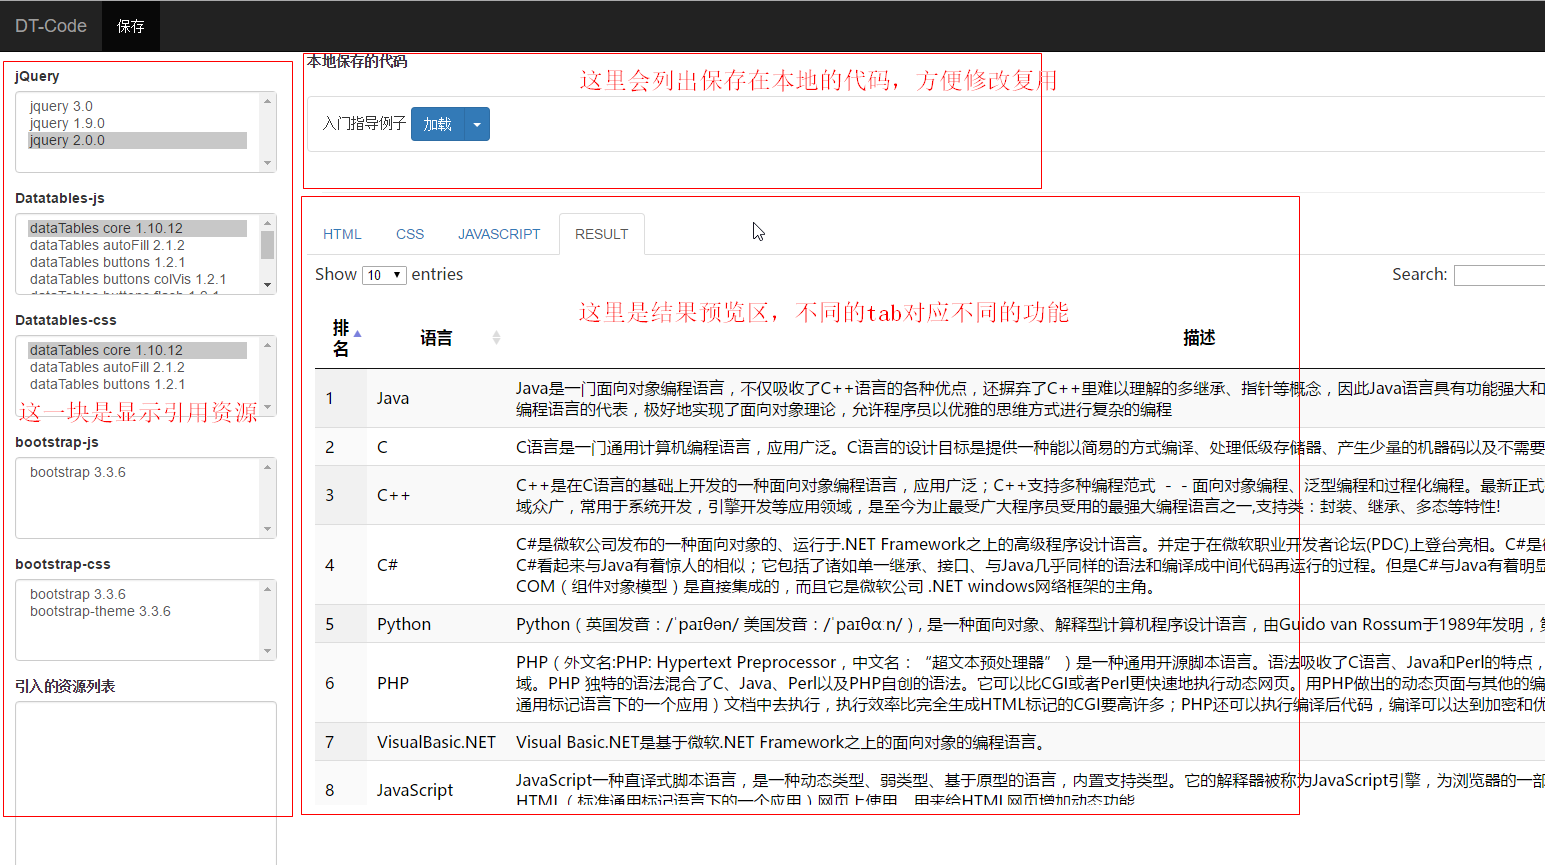 DT-Code 保存
jQuery
jquery 3.0
jquery 1.9.0
jquery 2.0.0
Datatables-js
dataTables core 1.10.12
dataTables autoFill 2.1.2
dataTables buttons 1.2.1
dataTables buttons colVis 1.2.1
dataTables buttons flash 1.2.1
Datatables-css
dataTables core 1.10.12
dataTables autoFill 2.1.2
dataTables buttons 1.2.1
这一块是显示引用资源
bootstrap-js
bootstrap 3.3.6
bootstrap-css
bootstrap 3.3.6
bootstrap-theme 3.3.6
引入的资源列表
本地保存的代码
这里会列出保存在本地的代码，方便修改复用
入门指导例子 加载
HTML CSS JAVASCRIPT RESULT
Show 10 entries Search:
这里是结果预览区，不同的tab对应不同的功能
排名 语言 描述
1 Java Java是一门面向对象编程语言，不仅吸收了C++语言的各种优点，还摒弃了C++里难以理解的多继承、指针等概念，因此Java语言具有功能强大和
编程语言的代表，极好地实现了面向对象理论，允许程序员以优雅的思维方式进行复杂的编程
2 C C语言是一门通用计算机编程语言，应用广泛。C语言的设计目标是提供一种能以简易的方式编译、处理低级存储器、产生少量的机器码以及不需要
3 C++ C++是在C语言的基础上开发的一种面向对象编程语言，应用广泛；C++支持多种编程范式 －－面向对象编程、泛型编程和过程化编程。最新正式
域众广，常用于系统开发，引擎开发等应用领域，是至今为止最受广大程序员受用的最强大编程语言之一,支持类：封装、继承、多态等特性!
4 C# C#是微软公司发布的一种面向对象的、运行于.NET Framework之上的高级程序设计语言。并定于在微软职业开发者论坛(PDC)上登台亮相。C#是
C#看起来与Java有着惊人的相似；它包括了诸如单一继承、接口、与Java几乎同样的语法和编译成中间代码再运行的过程。但是C#与Java有着明显
COM（组件对象模型）是直接集成的，而且它是微软公司 .NET windows网络框架的主角。
5 Python Python（英国发音：/ˈpaɪθən/ 美国发音：/ˈpaɪθɑːn/）, 是一种面向对象、解释型计算机程序设计语言，由Guido van Rossum于1989年发明，第
6 PHP PHP（外文名:PHP: Hypertext Preprocessor，中文名：“超文本预处理器”）是一种通用开源脚本语言。语法吸收了C语言、Java和Perl的特点，
域。PHP 独特的语法混合了C、Java、Perl以及PHP自创的语法。它可以比CGI或者Perl更快速地执行动态网页。用PHP做出的动态页面与其他的编
通用标记语言下的一个应用）文档中去执行，执行效率比完全生成HTML标记的CGI要高许多；PHP还可以执行编译后代码，编译可以达到加密和优
7 VisualBasic.NET Visual Basic.NET是基于微软.NET Framework之上的面向对象的编程语言。
8 JavaScript JavaScript一种直译式脚本语言，是一种动态类型、弱类型、基于原型的语言，内置支持类型。它的解释器被称为JavaScript引擎，为浏览器的一部
HTML（标准通用标记语言下的一个应用）网页上使用，用来给HTML网页增加动态功能